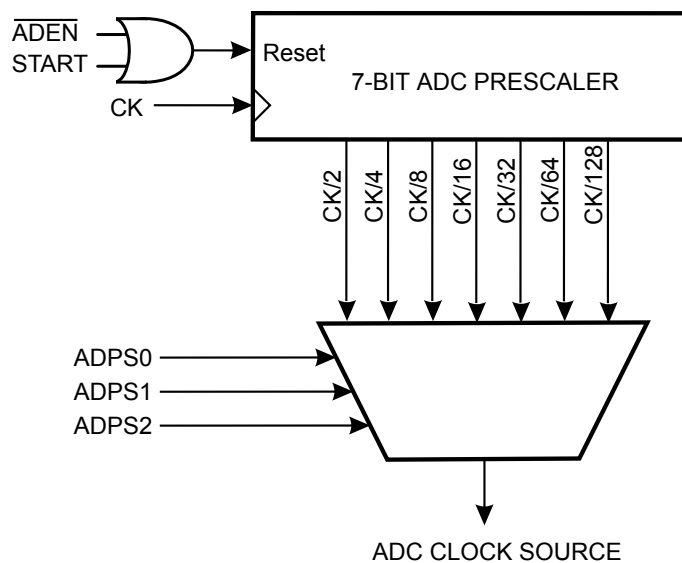 ADEN
START
Reset
7-BIT ADC PRESCALER
CK
CK/2
CK/4
CK/8
CK/16
CK/32
CK/64
CK/128
ADPS0
ADPS1
ADPS2
ADC CLOCK SOURCE